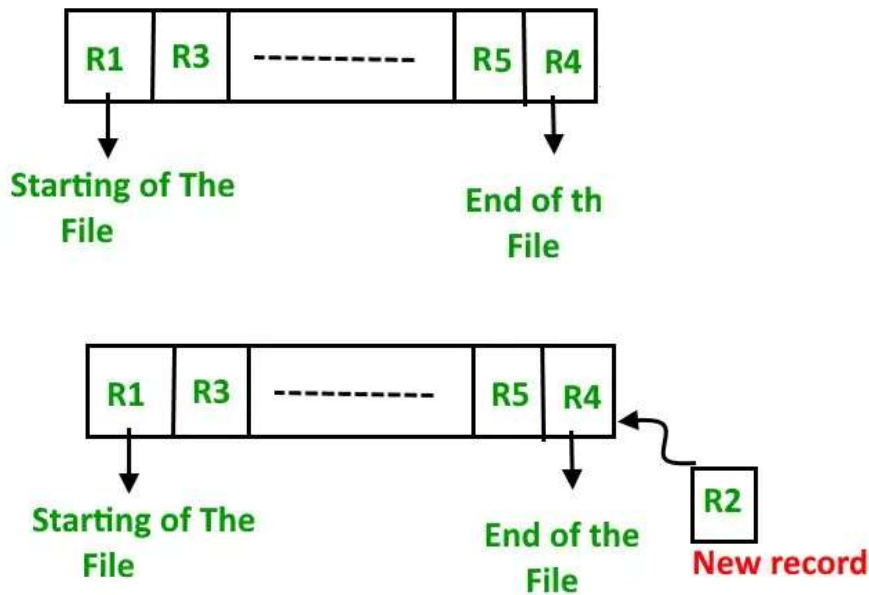 R1 R3 ---------- R5 R4
Starting of The
File
End of th
File
R1 R3 ---------- R5 R4
R2
Starting of The
File
End of the
File
New record